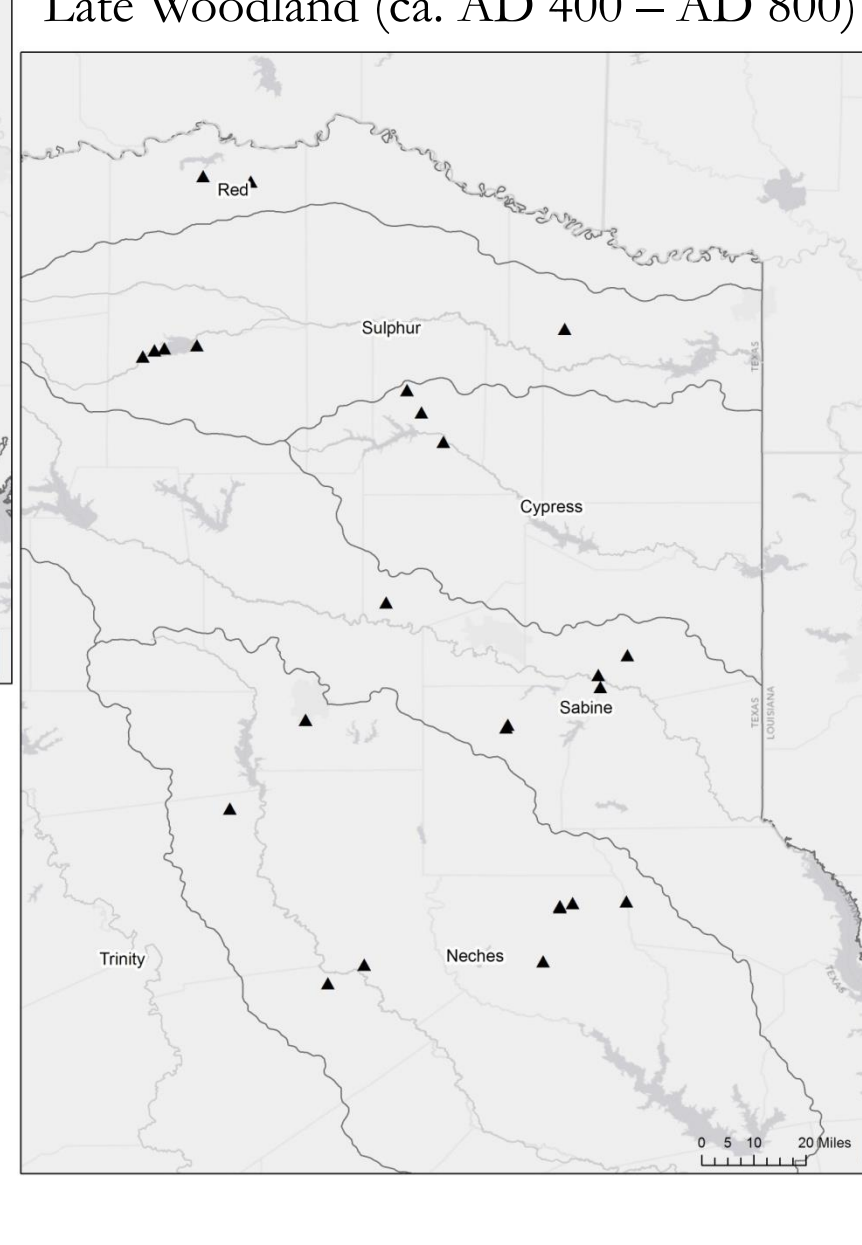 Late Woodland (ca. AD 400 – AD 800)
Red
Sulphur
TEXAS
Cypress
Sabine
TEXAS
LOUISIANA
Trinity
Neches
TEXAS
0 5 10 20 Miles